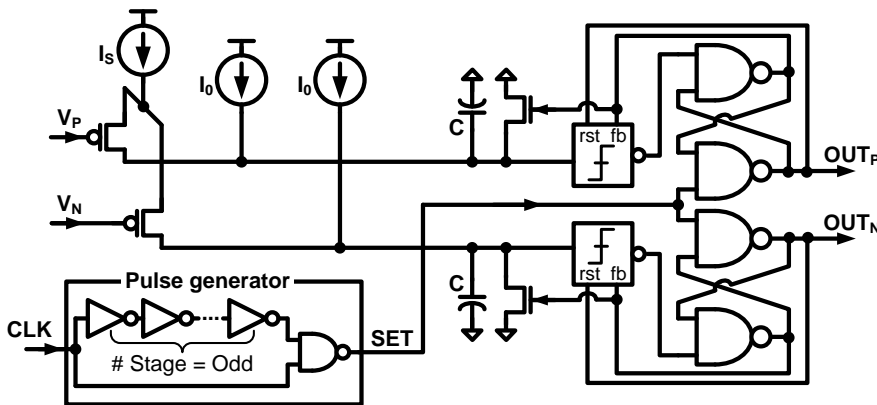 I_S
I_0
I_0
V_P
C
rst fb
OUT_P
V_N
OUT_N
Pulse generator
C
rst fb
CLK
SET
# Stage = Odd